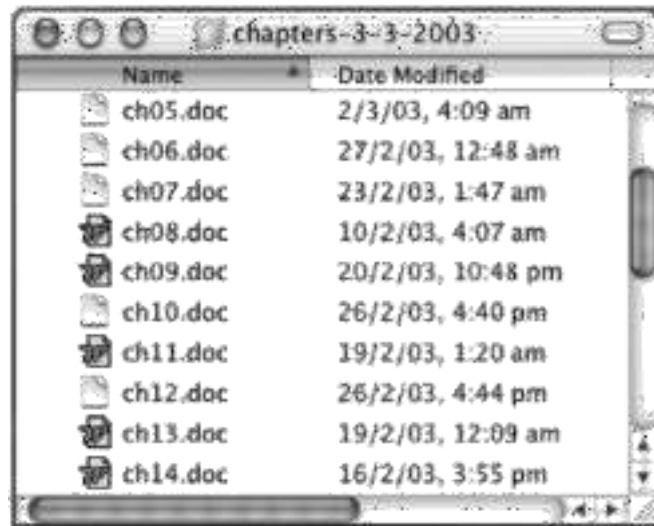 chapters-3-3-2003
Name Date Modified
ch05.doc 2/3/03, 4:09 am
ch06.doc 27/2/03, 12:48 am
ch07.doc 23/2/03, 1:47 am
ch08.doc 10/2/03, 4:07 am
ch09.doc 20/2/03, 10:48 pm
ch10.doc 26/2/03, 4:40 pm
ch11.doc 19/2/03, 1:20 am
ch12.doc 26/2/03, 4:44 pm
ch13.doc 19/2/03, 12:09 am
ch14.doc 16/2/03, 3:55 pm